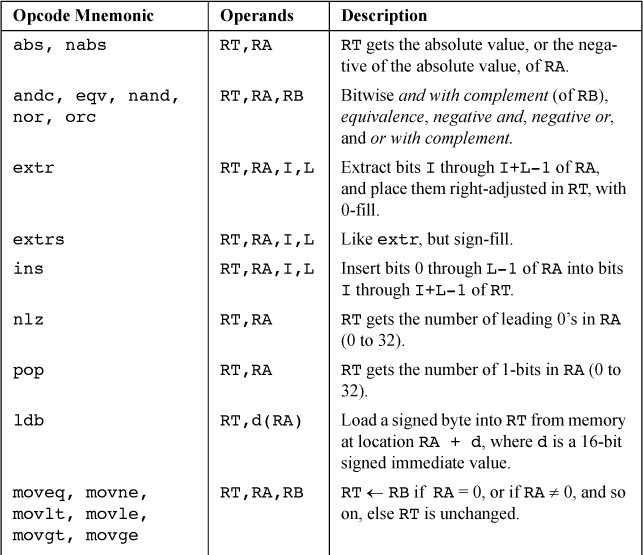 Opcode Mnemonic Operands Description
abs, nabs RT,RA RT gets the absolute value, or the nega-
tive of the absolute value, of RA.
andc, eqv, nand, RT,RA,RB Bitwise and with complement (of RB),
nor, orc equivalence, negative and, negative or,
and or with complement.
extr RT,RA,I,L Extract bits I through I+L-1 of RA,
and place them right-adjusted in RT, with
0-fill.
extrs RT,RA,I,L Like extr, but sign-fill.
ins RT,RA,I,L Insert bits 0 through L-1 of RA into bits
I through I+L-1 of RT.
nlz RT,RA RT gets the number of leading 0's in RA
(0 to 32).
pop RT,RA RT gets the number of 1-bits in RA (0 to
32).
ldb RT,d(RA) Load a signed byte into RT from memory
at location RA + d, where d is a 16-bit
signed immediate value.
moveq, movne, RT,RA,RB RT ← RB if RA = 0, or if RA ≠ 0, and so
movlt, movle, on, else RT is unchanged.
movgt, movge